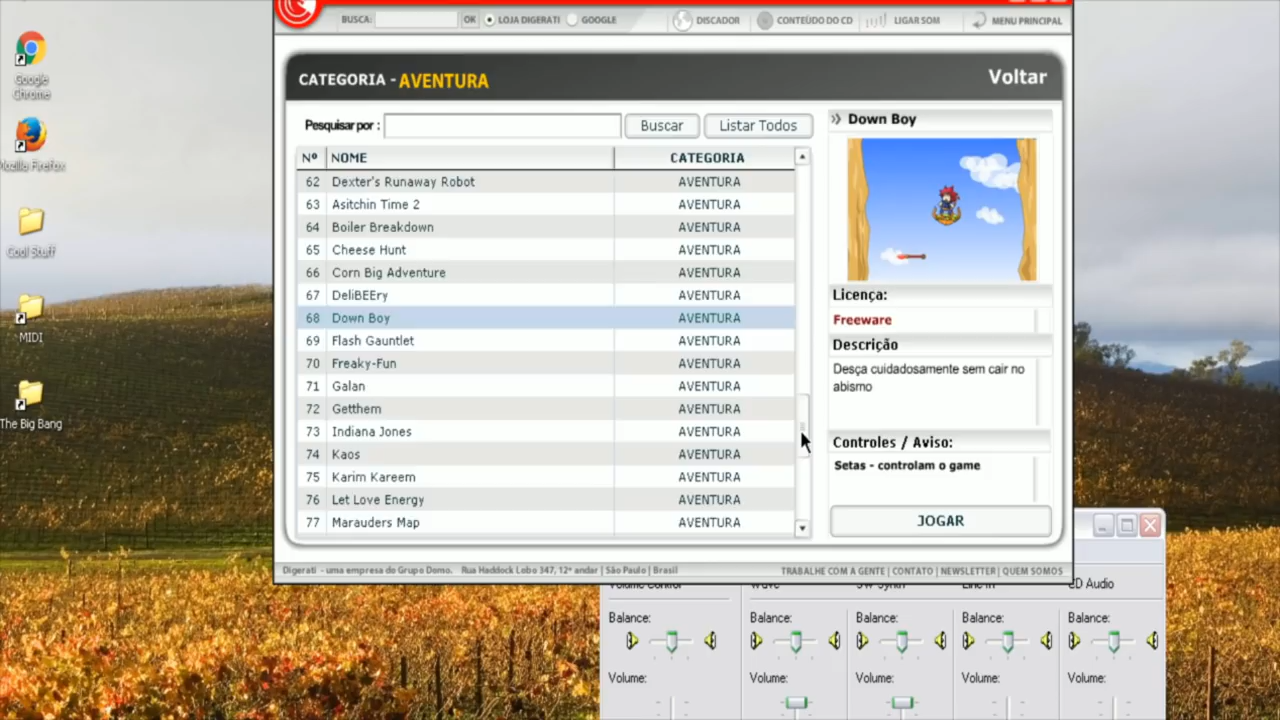 BUSCA: OK LOJA DIGERATI GOOGLE DISCADOR CONTEÚDO DO CD LIGAR SOM MENU PRINCIPAL
Google
Chrome
Mozilla Firefox
Cool Stuff
MIDI
The Big Bang
CATEGORIA - AVENTURA Voltar
Pesquisar por : Buscar Listar Todos
Nº NOME CATEGORIA
62 Dexter's Runaway Robot AVENTURA
63 Asitchin Time 2 AVENTURA
64 Boiler Breakdown AVENTURA
65 Cheese Hunt AVENTURA
66 Corn Big Adventure AVENTURA
67 DeliBEEry AVENTURA
68 Down Boy AVENTURA
69 Flash Gauntlet AVENTURA
70 Freaky-Fun AVENTURA
71 Galan AVENTURA
72 Getthem AVENTURA
73 Indiana Jones AVENTURA
74 Kaos AVENTURA
75 Karim Kareem AVENTURA
76 Let Love Energy AVENTURA
77 Marauders Map AVENTURA
Down Boy
Licença:
Freeware
Descrição
Desça cuidadosamente sem cair no
abismo
Controles / Aviso:
Setas - controlam o game
JOGAR
Digerati - uma empresa do Grupo Domo. Rua Haddock Lobo 347, 12º andar | São Paulo | Brasil
TRABALHE COM A GENTE | CONTATO | NEWSLETTER | QUEM SOMOS
Volume Control Wave SW Synth Line In CD Audio
Balance: Balance: Balance: Balance: Balance:
Volume: Volume: Volume: Volume: Volume: